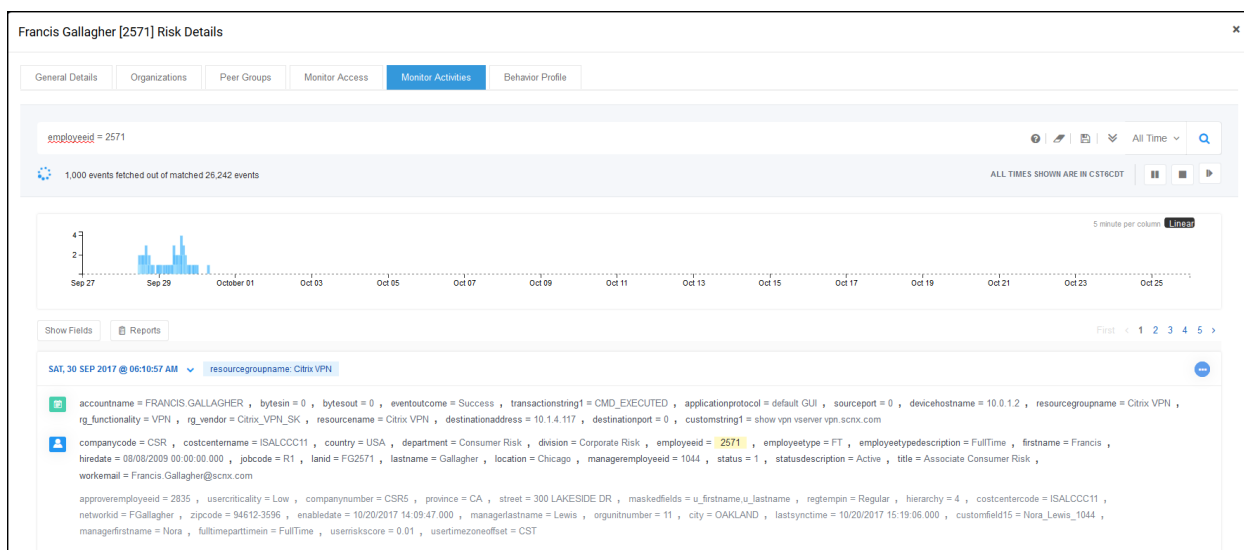 Francis Gallagher [2571] Risk Details
×
General Details Organizations Peer Groups Monitor Access Monitor Activities Behavior Profile
employeeid = 2571 All Time
1,000 events fetched out of matched 26,242 events ALL TIMES SHOWN ARE IN CST6CDT
5 minute per column Linear
4
2
Sep 27 Sep 29 October 01 Oct 03 Oct 05 Oct 07 Oct 09 Oct 11 Oct 13 Oct 15 Oct 17 Oct 19 Oct 21 Oct 23 Oct 25
Show Fields Reports First < 1 2 3 4 5 >
SAT, 30 SEP 2017 @ 06:10:57 AM resourcegroupname: Citrix VPN
accountname = FRANCIS.GALLAGHER , bytesin = 0 , bytesout = 0 , eventoutcome = Success , transactionstring1 = CMD_EXECUTED , applicationprotocol = default GUI , sourceport = 0 , devicehostname = 10.0.1.2 , resourcegroupname = Citrix VPN ,
rg_functionality = VPN , rg_vendor = Citrix_VPN_SK , resourcename = Citrix VPN , destinationaddress = 10.1.4.117 , destinationport = 0 , customstring1 = show vpn vserver vpn.scnx.com
companycode = CSR , costcentername = ISALCCC11 , country = USA , department = Consumer Risk , division = Corporate Risk , employeeid = 2571 , employeetype = FT , employeetypedescription = FullTime , firstname = Francis ,
hiredate = 08/08/2009 00:00:00.000 , jobcode = R1 , lanid = FG2571 , lastname = Gallagher , location = Chicago , manageremployeeid = 1044 , status = 1 , statusdescription = Active , title = Associate Consumer Risk ,
workemail = Francis.Gallagher@scnx.com
approveremployeeid = 2835 , usercriticality = Low , companynumber = CSR5 , province = CA , street = 300 LAKESIDE DR , maskedfields = u_firstname,u_lastname , regtempin = Regular , hierarchy = 4 , costcentercode = ISALCCC11 ,
networkid = FGallagher , zipcode = 94612-3596 , enabledate = 10/20/2017 14:09:47.000 , managerlastname = Lewis , orgunitnumber = 11 , city = OAKLAND , lastsynctime = 10/20/2017 15:19:06.000 , customfield15 = Nora_Lewis_1044 ,
managerfirstname = Nora , fulltimeparttimein = FullTime , userriskscore = 0.01 , usertimezoneoffset = CST